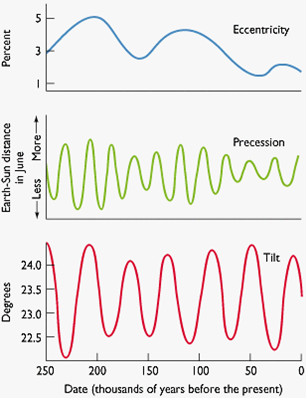 Percent
5
3
1
Eccentricity
Earth-Sun distance
in June
Less
More
Precession
Degrees
24.0
23.5
23.0
22.5
Tilt
250
200
150
100
50
0
Date (thousands of years before the present)